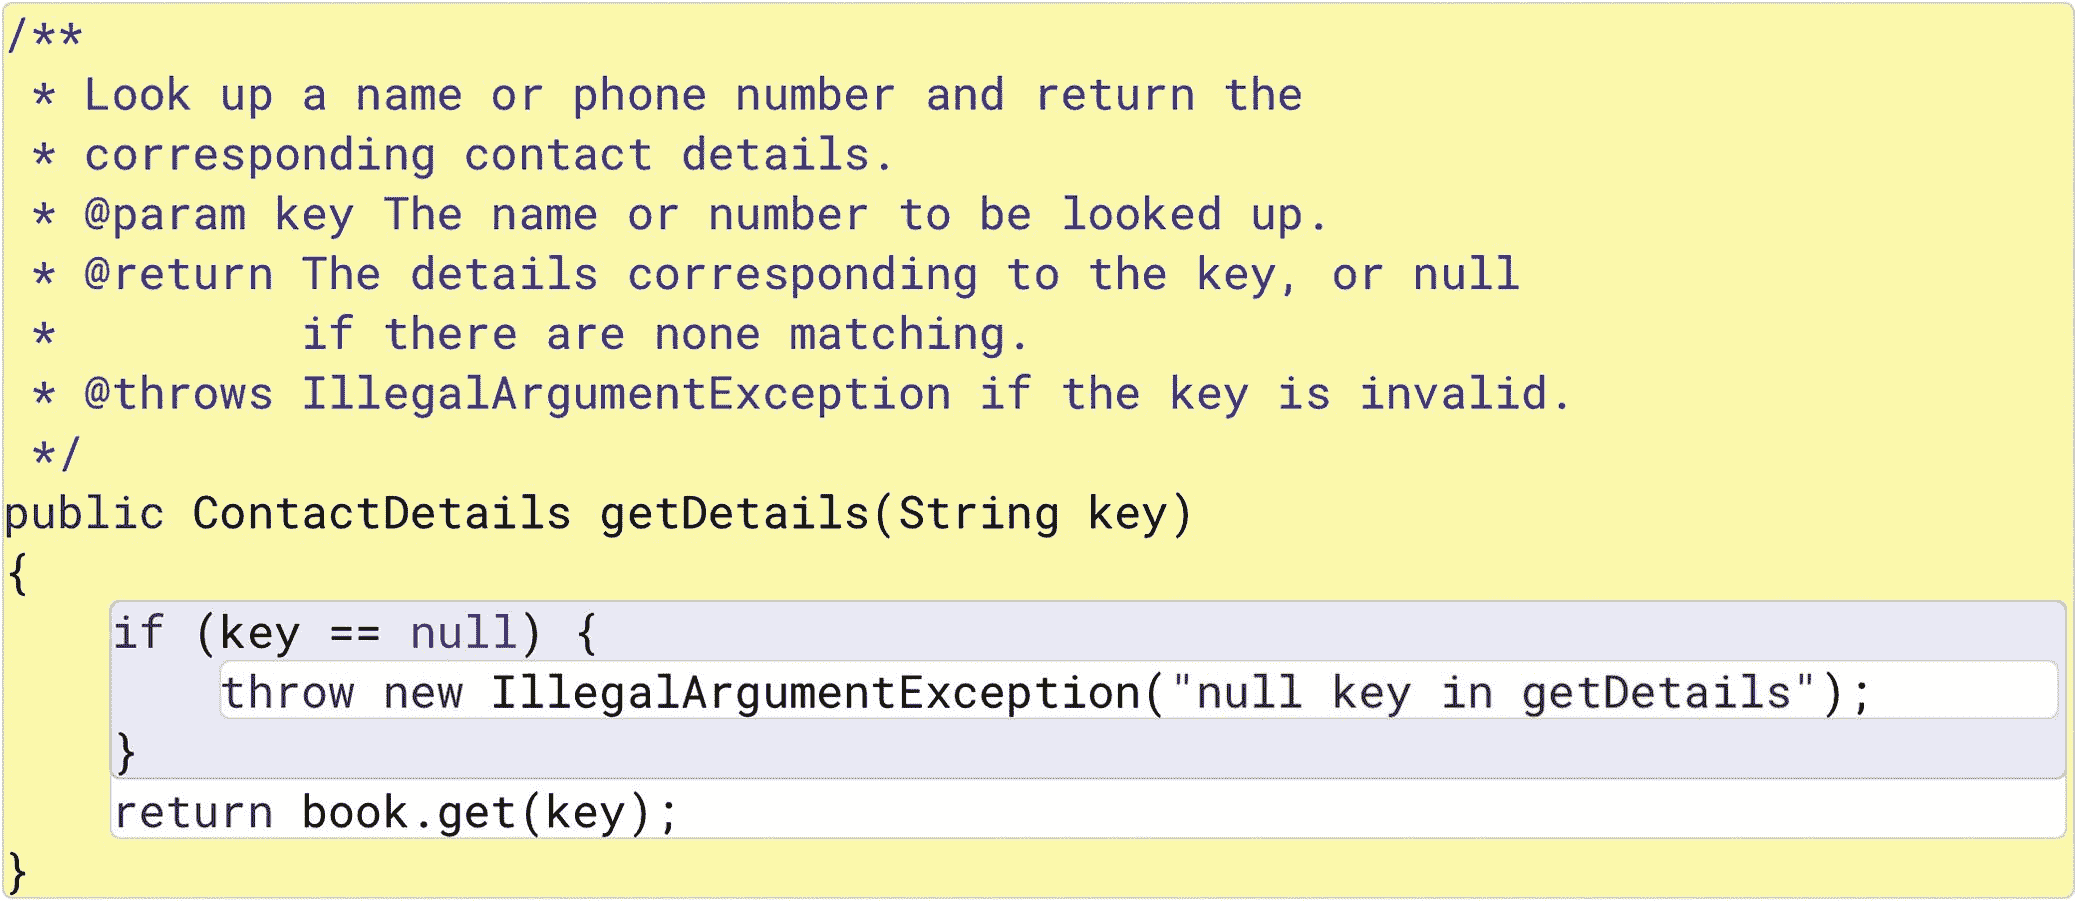 /**
 * Look up a name or phone number and return the
 * corresponding contact details.
 * @param key The name or number to be looked up.
 * @return The details corresponding to the key, or null
 *         if there are none matching.
 * @throws IllegalArgumentException if the key is invalid.
 */
public ContactDetails getDetails(String key)
{
    if (key == null) {
        throw new IllegalArgumentException("null key in getDetails");
    }
    return book.get(key);
}